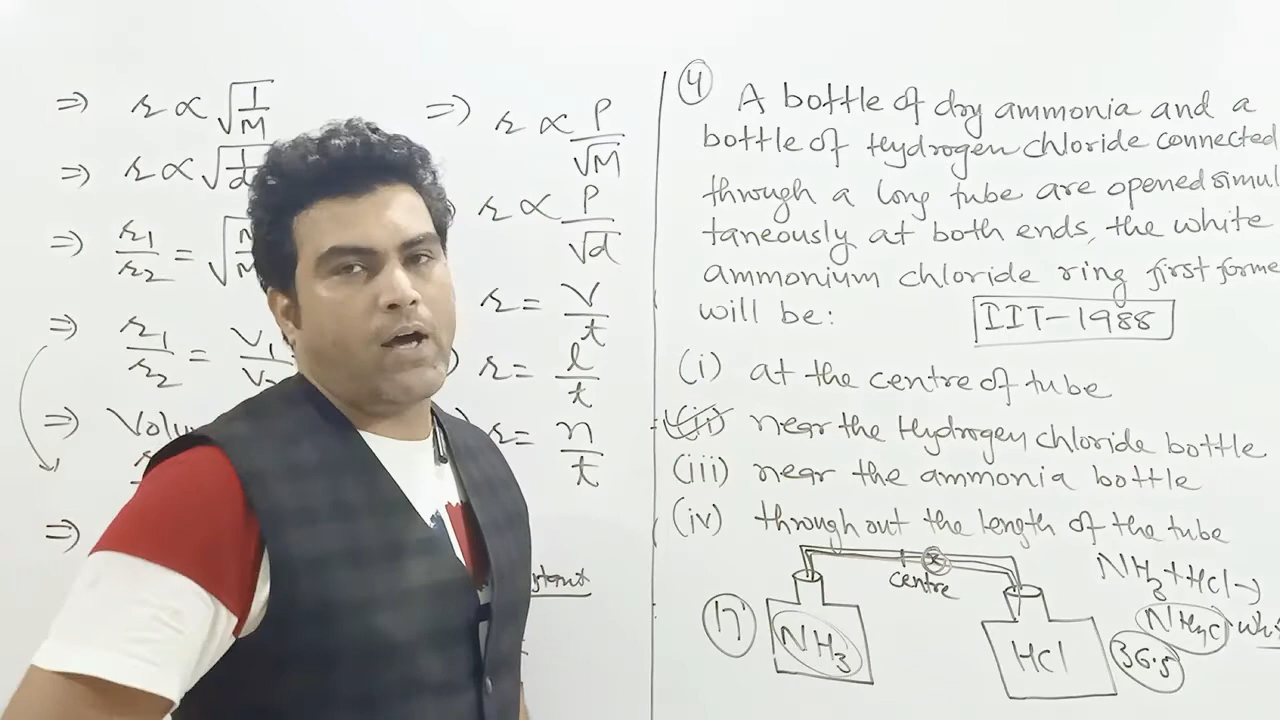 ⇒ r ∝ √(1/M)
⇒ r ∝ √(1/d
⇒ r₁/r₂ = √(M/M
⇒ r₁/r₂ = V₁/V₂
⇒
⇒
⇒ r ∝ P/√M
r ∝ P/√d
r = V/t
r = l/t
r = n/t
④ A bottle of dry ammonia and a
bottle of Hydrogen chloride connected
through a long tube are opened simul
taneously at both ends, the white
ammonium chloride ring first forme
will be:
IIT-1988
(i) at the centre of tube
(ii) near the Hydrogen chloride bottle
(iii) near the ammonia bottle
(iv) through out the length of the tube
centre
NH₃+HCl→
NH₄Cl
17
NH₃
HCl
36.5